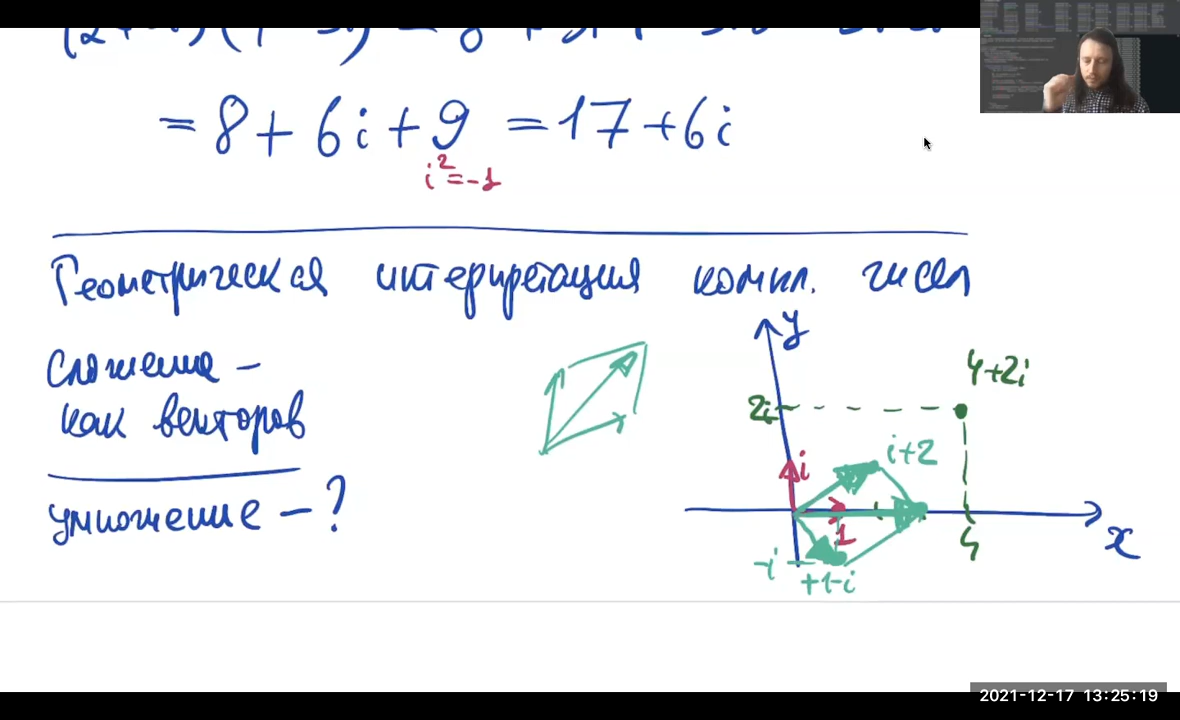 = 8 + 6i + 9 = 17 + 6i
i² = -1
Геометрическая интерпретация компл. чисел
сложение -
как векторов
умножение - ?
y
4+2i
2i
i
i+2
1
4
x
-i
+1-i
2021-12-17 13:25:19